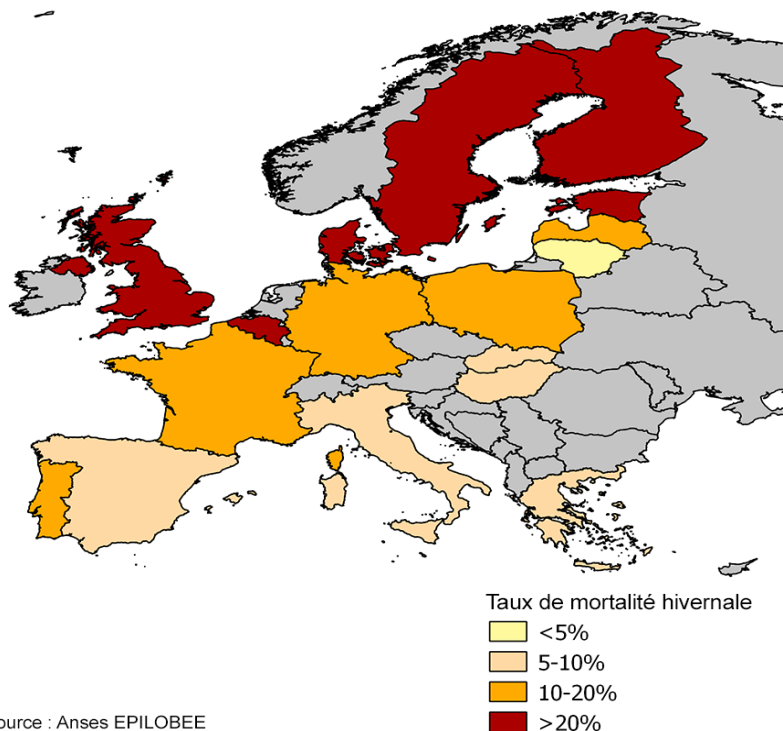 Taux de mortalité hivernale
<5%
5-10%
10-20%
>20%
ource : Anses EPILOBEE